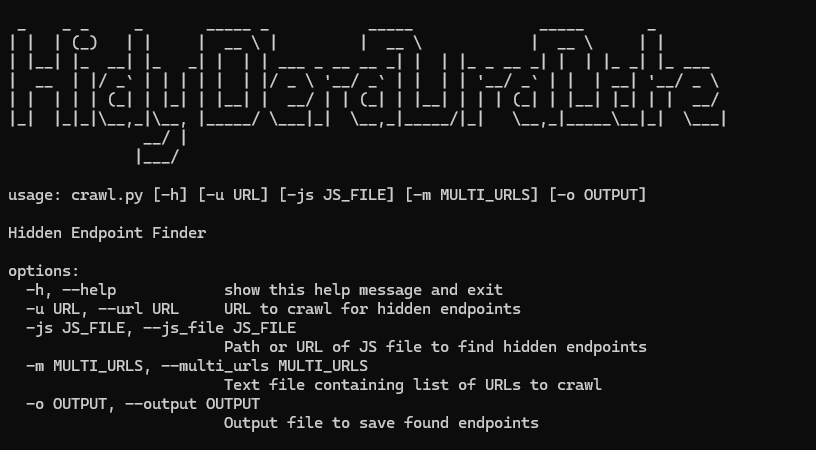 usage: crawl.py [-h] [-u URL] [-js JS_FILE] [-m MULTI_URLS] [-o OUTPUT]
Hidden Endpoint Finder
options:
-h, --help show this help message and exit
-u URL, --url URL URL to crawl for hidden endpoints
-js JS_FILE, --js_file JS_FILE
Path or URL of JS file to find hidden endpoints
-m MULTI_URLS, --multi_urls MULTI_URLS
Text file containing list of URLs to crawl
-o OUTPUT, --output OUTPUT
Output file to save found endpoints